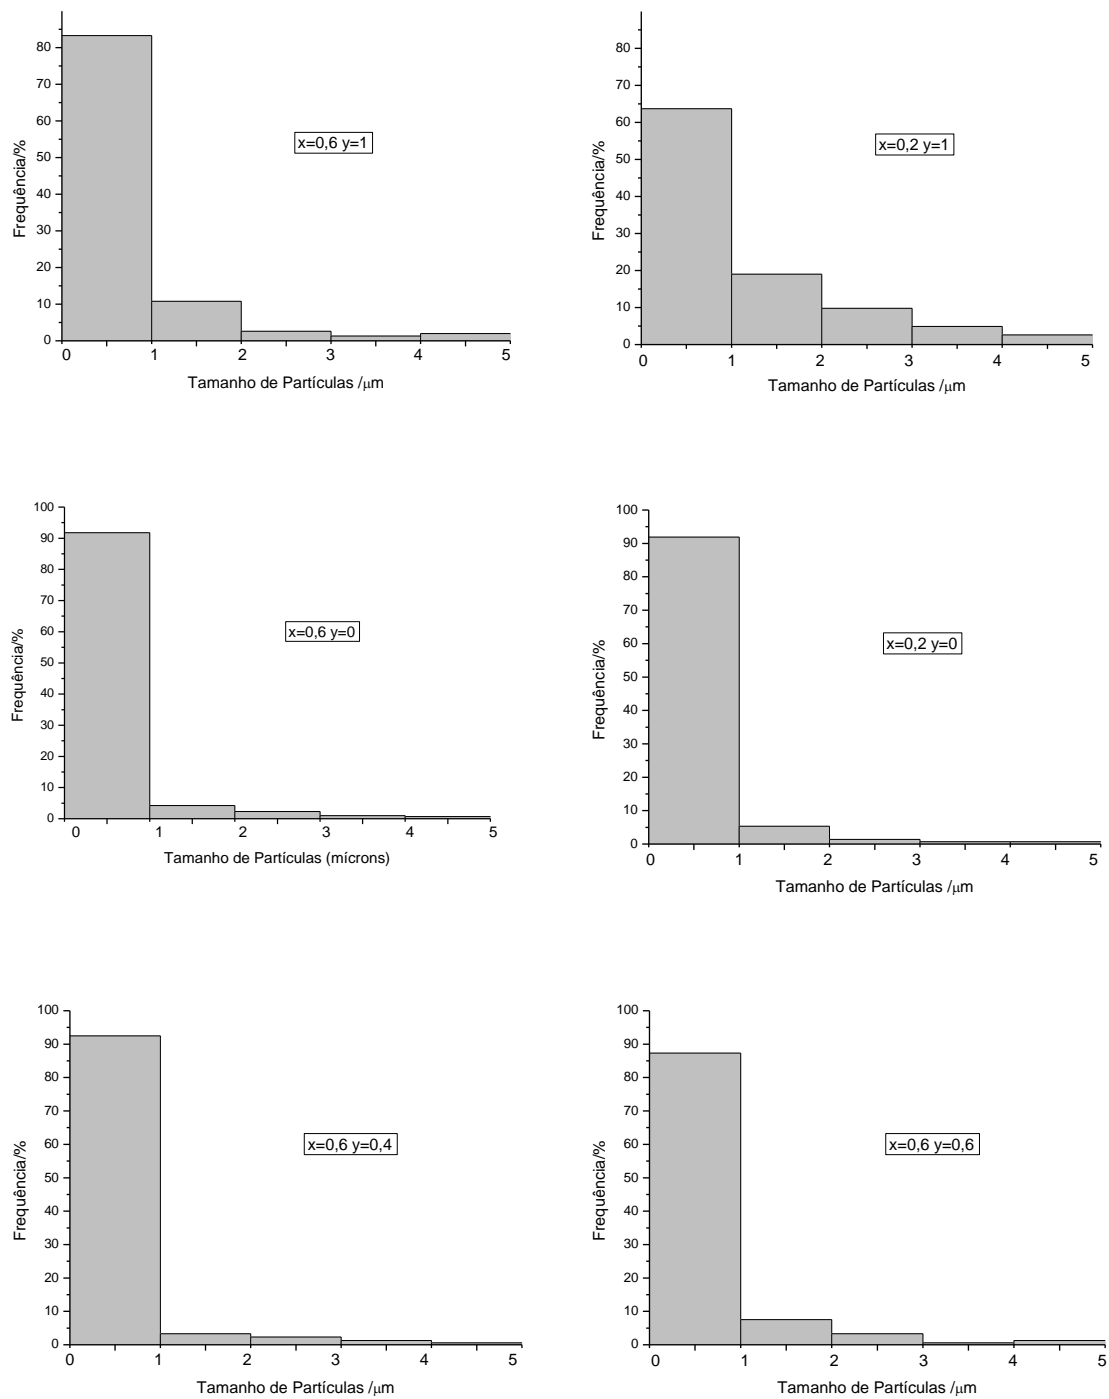 80
70
60
50
40
30
20
10
0
Frequência/%
x=0,6 y=1
0 1 2 3 4 5
Tamanho de Partículas /μm
80
70
60
50
40
30
20
10
0
Frequência/%
x=0,2 y=1
0 1 2 3 4 5
Tamanho de Partículas /μm
100
90
80
70
60
50
40
30
20
10
0
Frequência/%
x=0,6 y=0
0 1 2 3 4 5
Tamanho de Partículas (mícrons)
100
90
80
70
60
50
40
30
20
10
0
Frequência/%
x=0,2 y=0
0 1 2 3 4 5
Tamanho de Partículas /μm
100
90
80
70
60
50
40
30
20
10
0
Frequência/%
x=0,6 y=0,4
0 1 2 3 4 5
Tamanho de Partículas /μm
100
90
80
70
60
50
40
30
20
10
0
Frequência/%
x=0,6 y=0,6
0 1 2 3 4 5
Tamanho de Partículas /μm